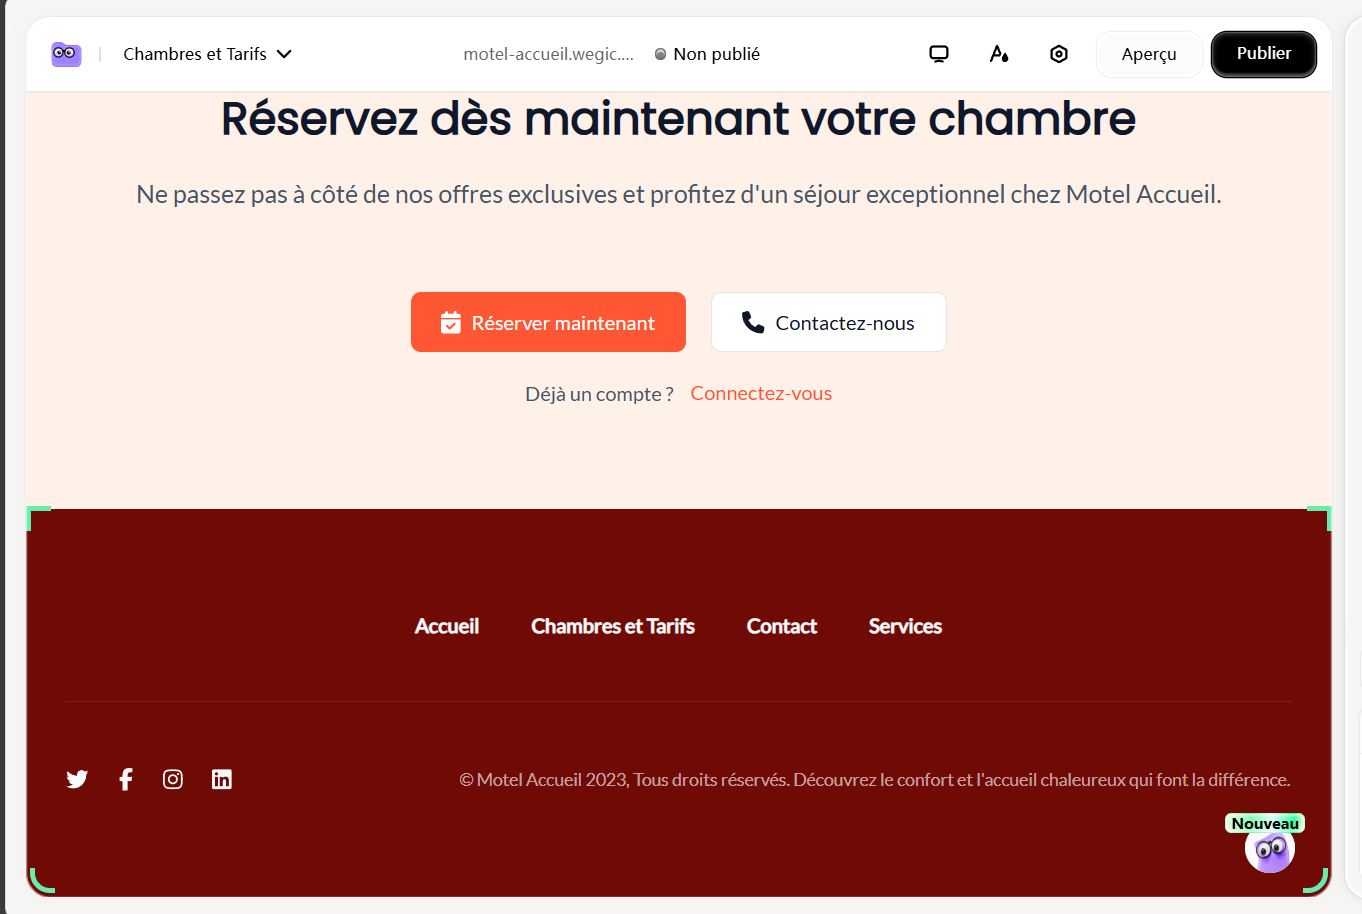 Chambres et Tarifs
motel-accueil.wegic....
Non publié
Aperçu
Publier
Réservez dès maintenant votre chambre
Ne passez pas à côté de nos offres exclusives et profitez d'un séjour exceptionnel chez Motel Accueil.
Réserver maintenant
Contactez-nous
Déjà un compte ? Connectez-vous
Accueil
Chambres et Tarifs
Contact
Services
© Motel Accueil 2023, Tous droits réservés. Découvrez le confort et l'accueil chaleureux qui font la différence.
Nouveau